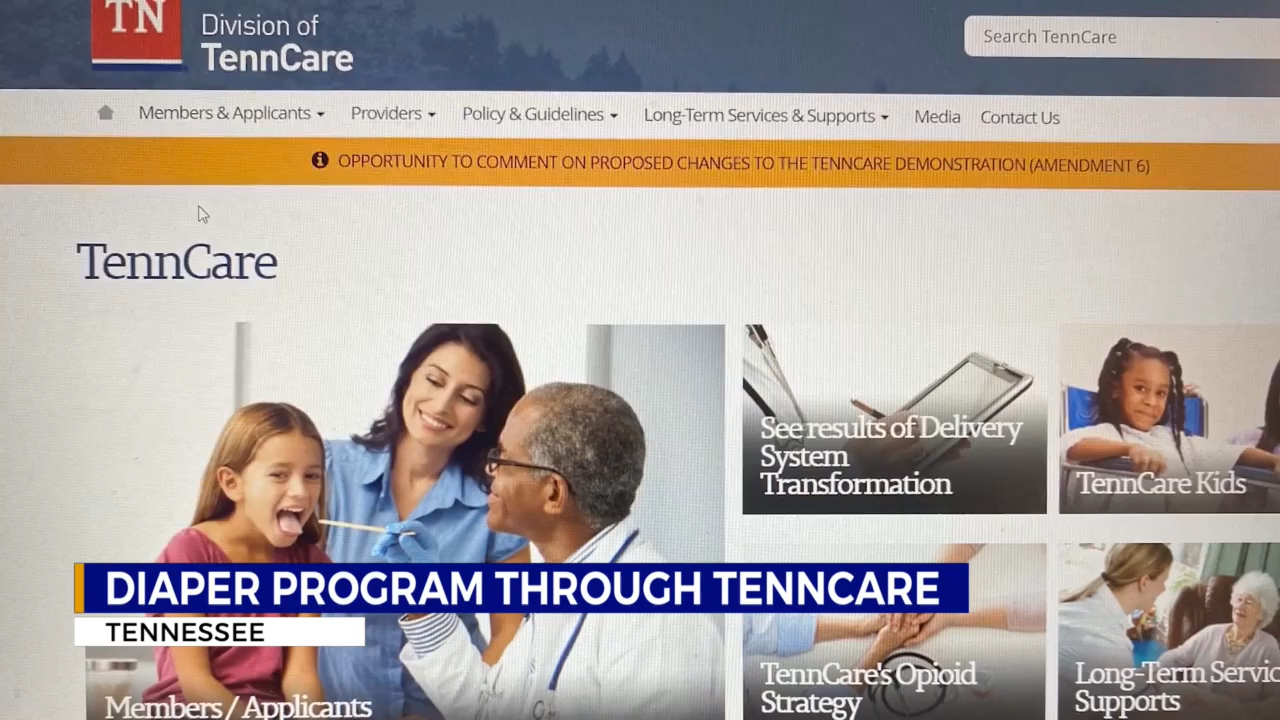 TN
Division of
TennCare
Search TennCare
Members & Applicants
Providers
Policy & Guidelines
Long-Term Services & Supports
Media
Contact Us
OPPORTUNITY TO COMMENT ON PROPOSED CHANGES TO THE TENNCARE DEMONSTRATION (AMENDMENT 6)
TennCare
See results of Delivery
System
Transformation
TennCare Kids
DIAPER PROGRAM THROUGH TENNCARE
TENNESSEE
Members / Applicants
TennCare's Opioid
Strategy
Long-Term Servic
Supports